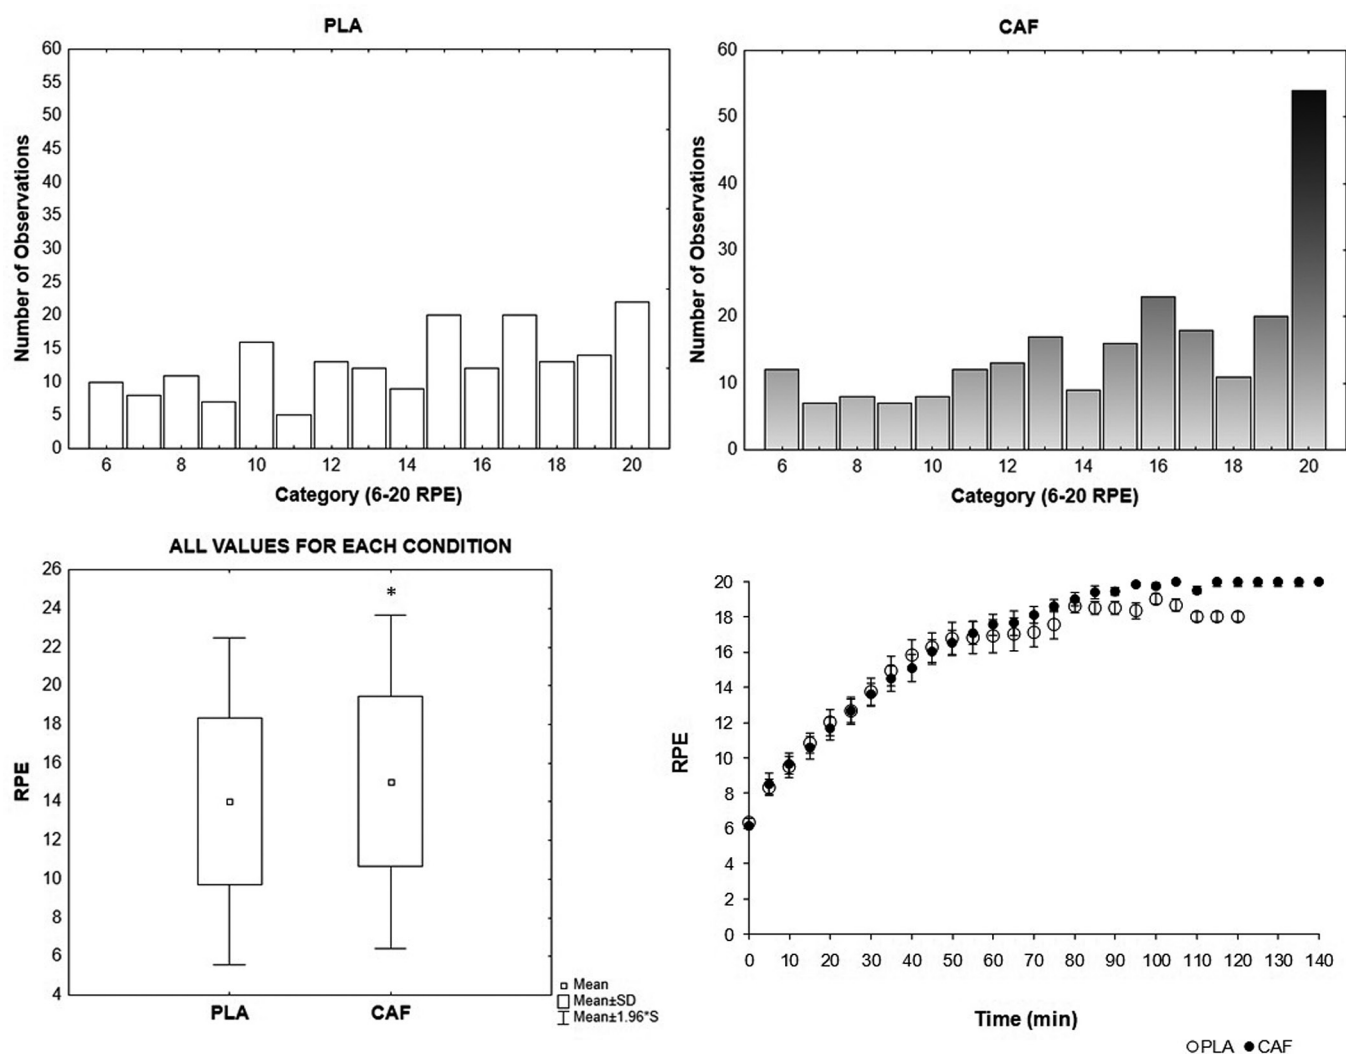 PLA
60
55
50
45
40
35
30
25
20
15
10
5
0
Number of Observations
6 8 10 12 14 16 18 20
Category (6-20 RPE)
CAF
60
50
40
30
20
10
0
Number of Observations
6 8 10 12 14 16 18 20
Category (6-20 RPE)
ALL VALUES FOR EACH CONDITION
26
24
22
20
18
16
14
12
10
8
6
4
RPE
*
PLA CAF
Mean
Mean±SD
Mean±1.96*S
20
18
16
14
12
10
8
6
4
2
0
RPE
0 10 20 30 40 50 60 70 80 90 100 110 120 130 140
Time (min)
PLA CAF